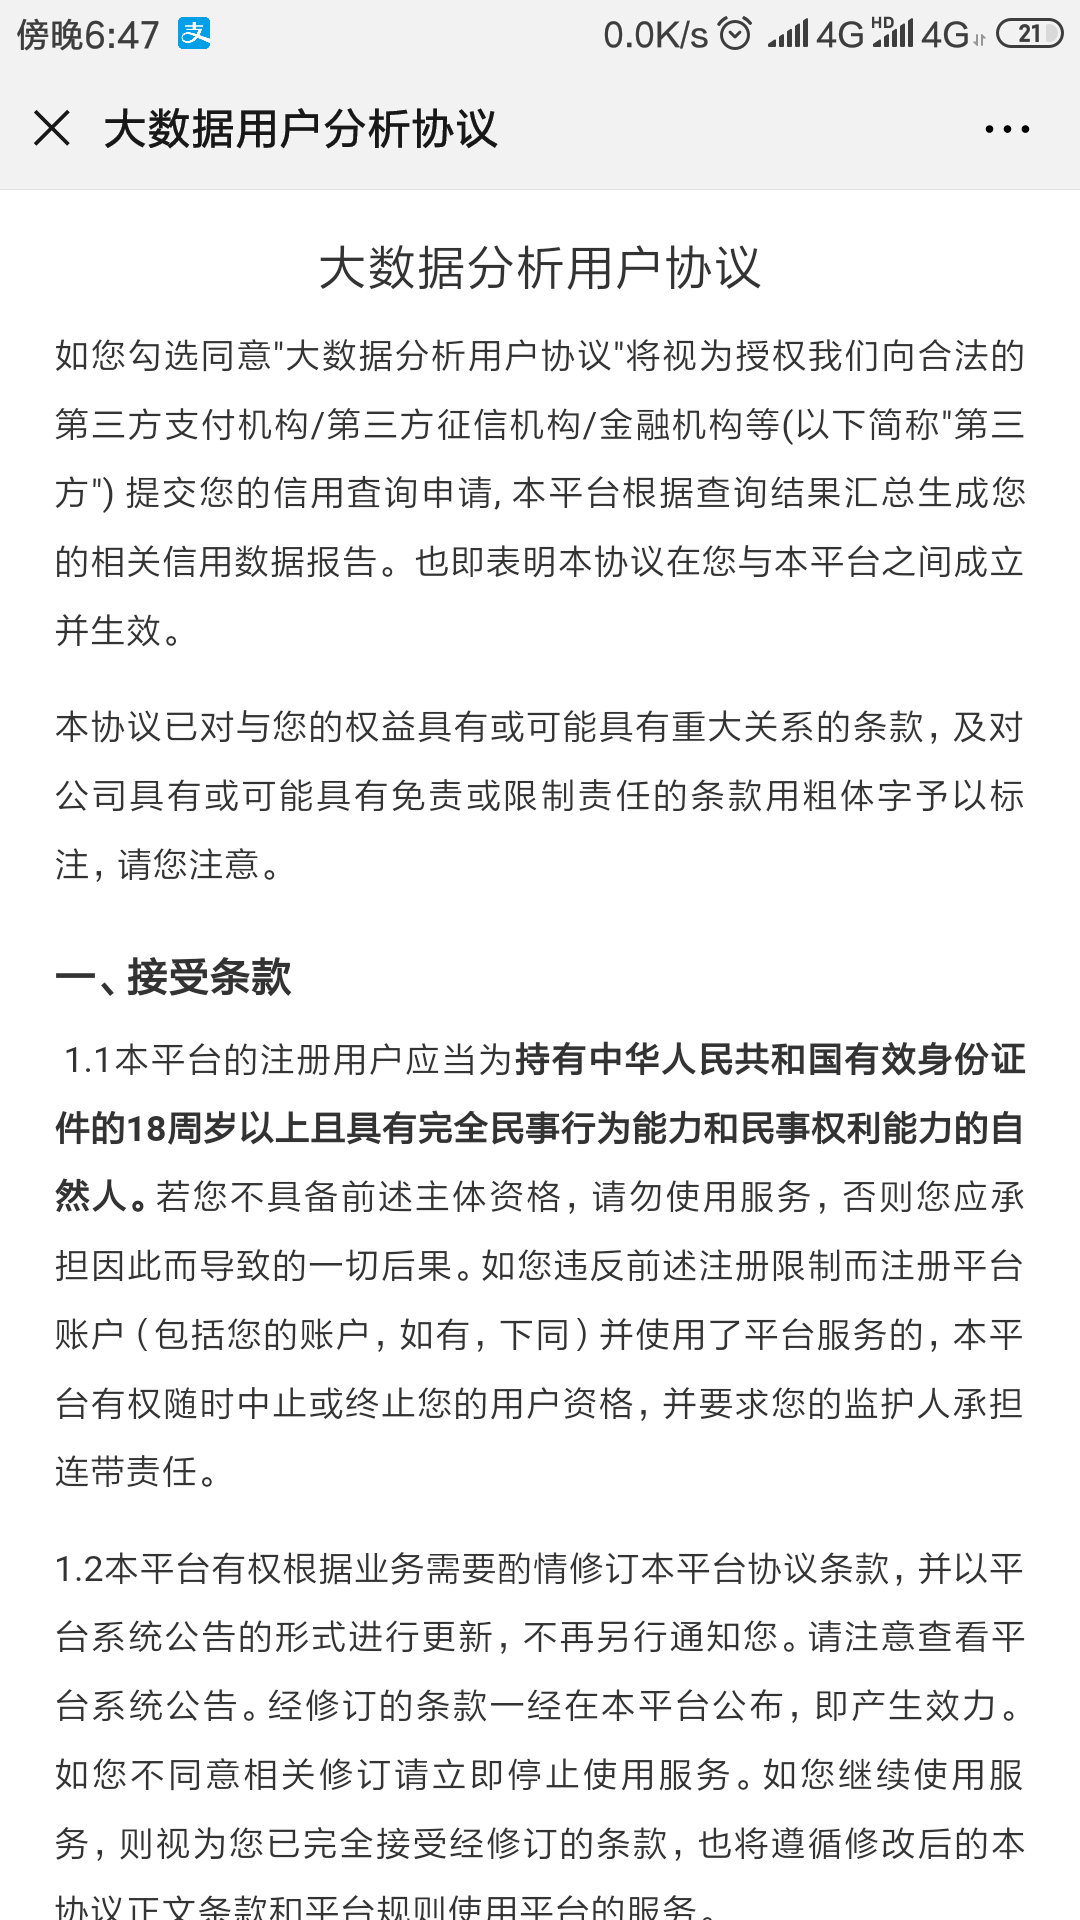 傍晚6:47 支 0.0K/s 4G HD 4G 21
大数据用户分析协议
大数据分析用户协议
如您勾选同意"大数据分析用户协议"将视为授权我们向合法的
第三方支付机构/第三方征信机构/金融机构等(以下简称"第三
方") 提交您的信用查询申请, 本平台根据查询结果汇总生成您
的相关信用数据报告。也即表明本协议在您与本平台之间成立
并生效。
本协议已对与您的权益具有或可能具有重大关系的条款，及对
公司具有或可能具有免责或限制责任的条款用粗体字予以标
注，请您注意。
一、接受条款
1.1本平台的注册用户应当为持有中华人民共和国有效身份证
件的18周岁以上且具有完全民事行为能力和民事权利能力的自
然人。若您不具备前述主体资格，请勿使用服务，否则您应承
担因此而导致的一切后果。如您违反前述注册限制而注册平台
账户（包括您的账户，如有，下同）并使用了平台服务的，本平
台有权随时中止或终止您的用户资格，并要求您的监护人承担
连带责任。
1.2本平台有权根据业务需要酌情修订本平台协议条款，并以平
台系统公告的形式进行更新，不再另行通知您。请注意查看平
台系统公告。经修订的条款一经在本平台公布，即产生效力。
如您不同意相关修订请立即停止使用服务。如您继续使用服
务，则视为您已完全接受经修订的条款，也将遵循修改后的本
协议正文条款和平台规则使用平台的服务。